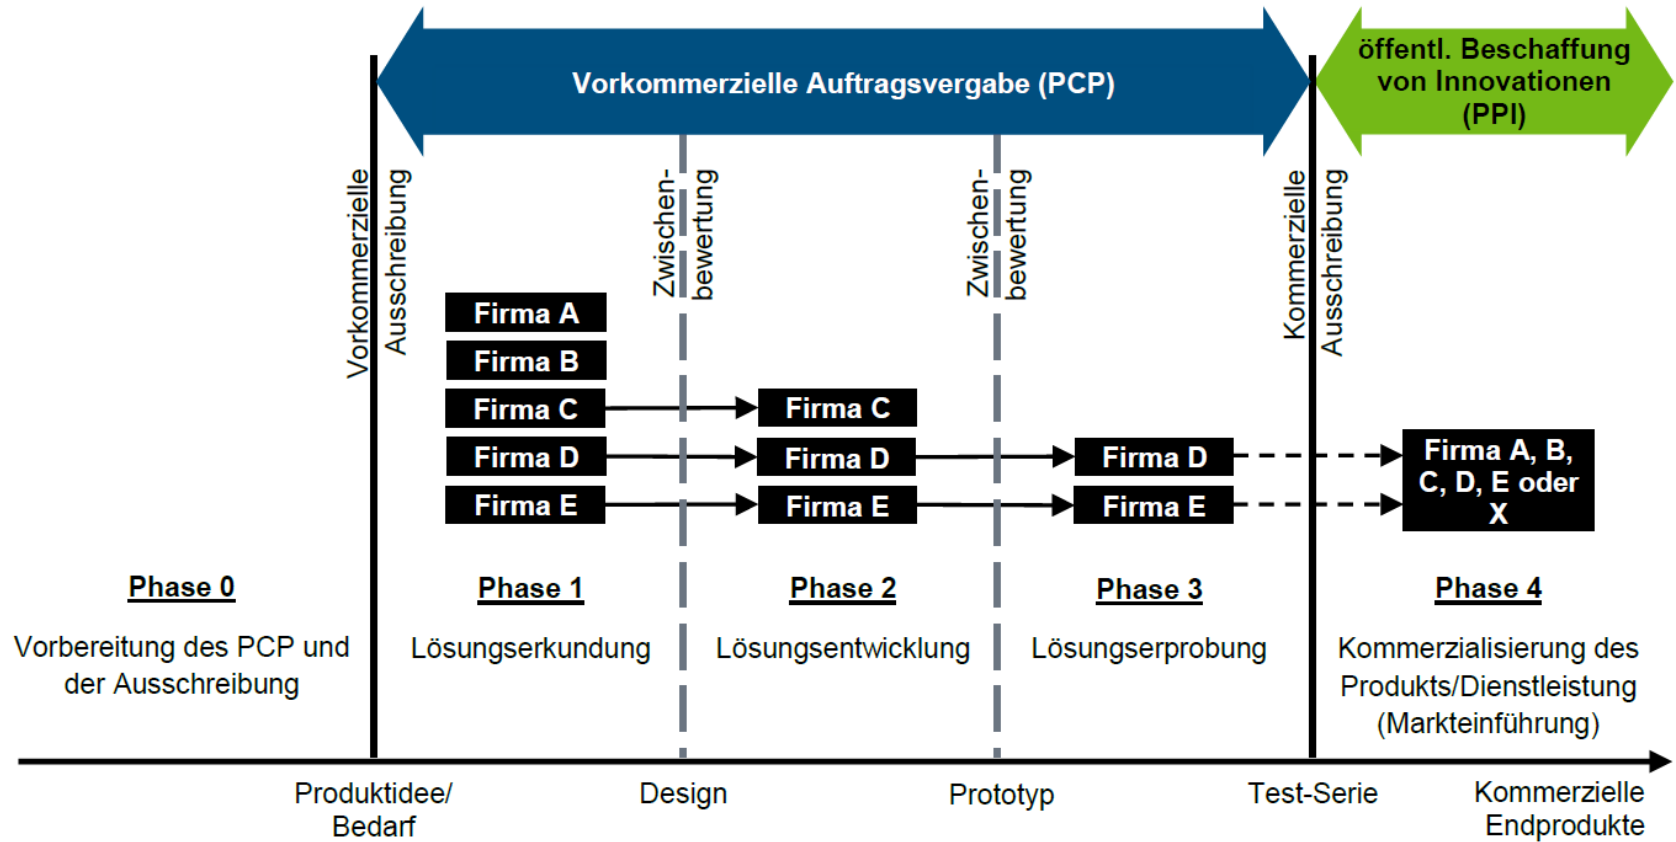 Vorkommerzielle Auftragsvergabe (PCP)
öffentl. Beschaffung
von Innovationen
(PPI)
Vorkommerzielle
Ausschreibung
Zwischen-
bewertung
Zwischen-
bewertung
Kommerzielle
Ausschreibung
Firma A
Firma B
Firma C
Firma D
Firma E
Firma C
Firma D
Firma E
Firma D
Firma E
Firma A, B,
C, D, E oder
X
Phase 0
Vorbereitung des PCP und
der Ausschreibung
Phase 1
Lösungserkundung
Phase 2
Lösungsentwicklung
Phase 3
Lösungserprobung
Phase 4
Kommerzialisierung des
Produkts/Dienstleistung
(Markteinführung)
Produktidee/
Bedarf
Design
Prototyp
Test-Serie
Kommerzielle
Endprodukte